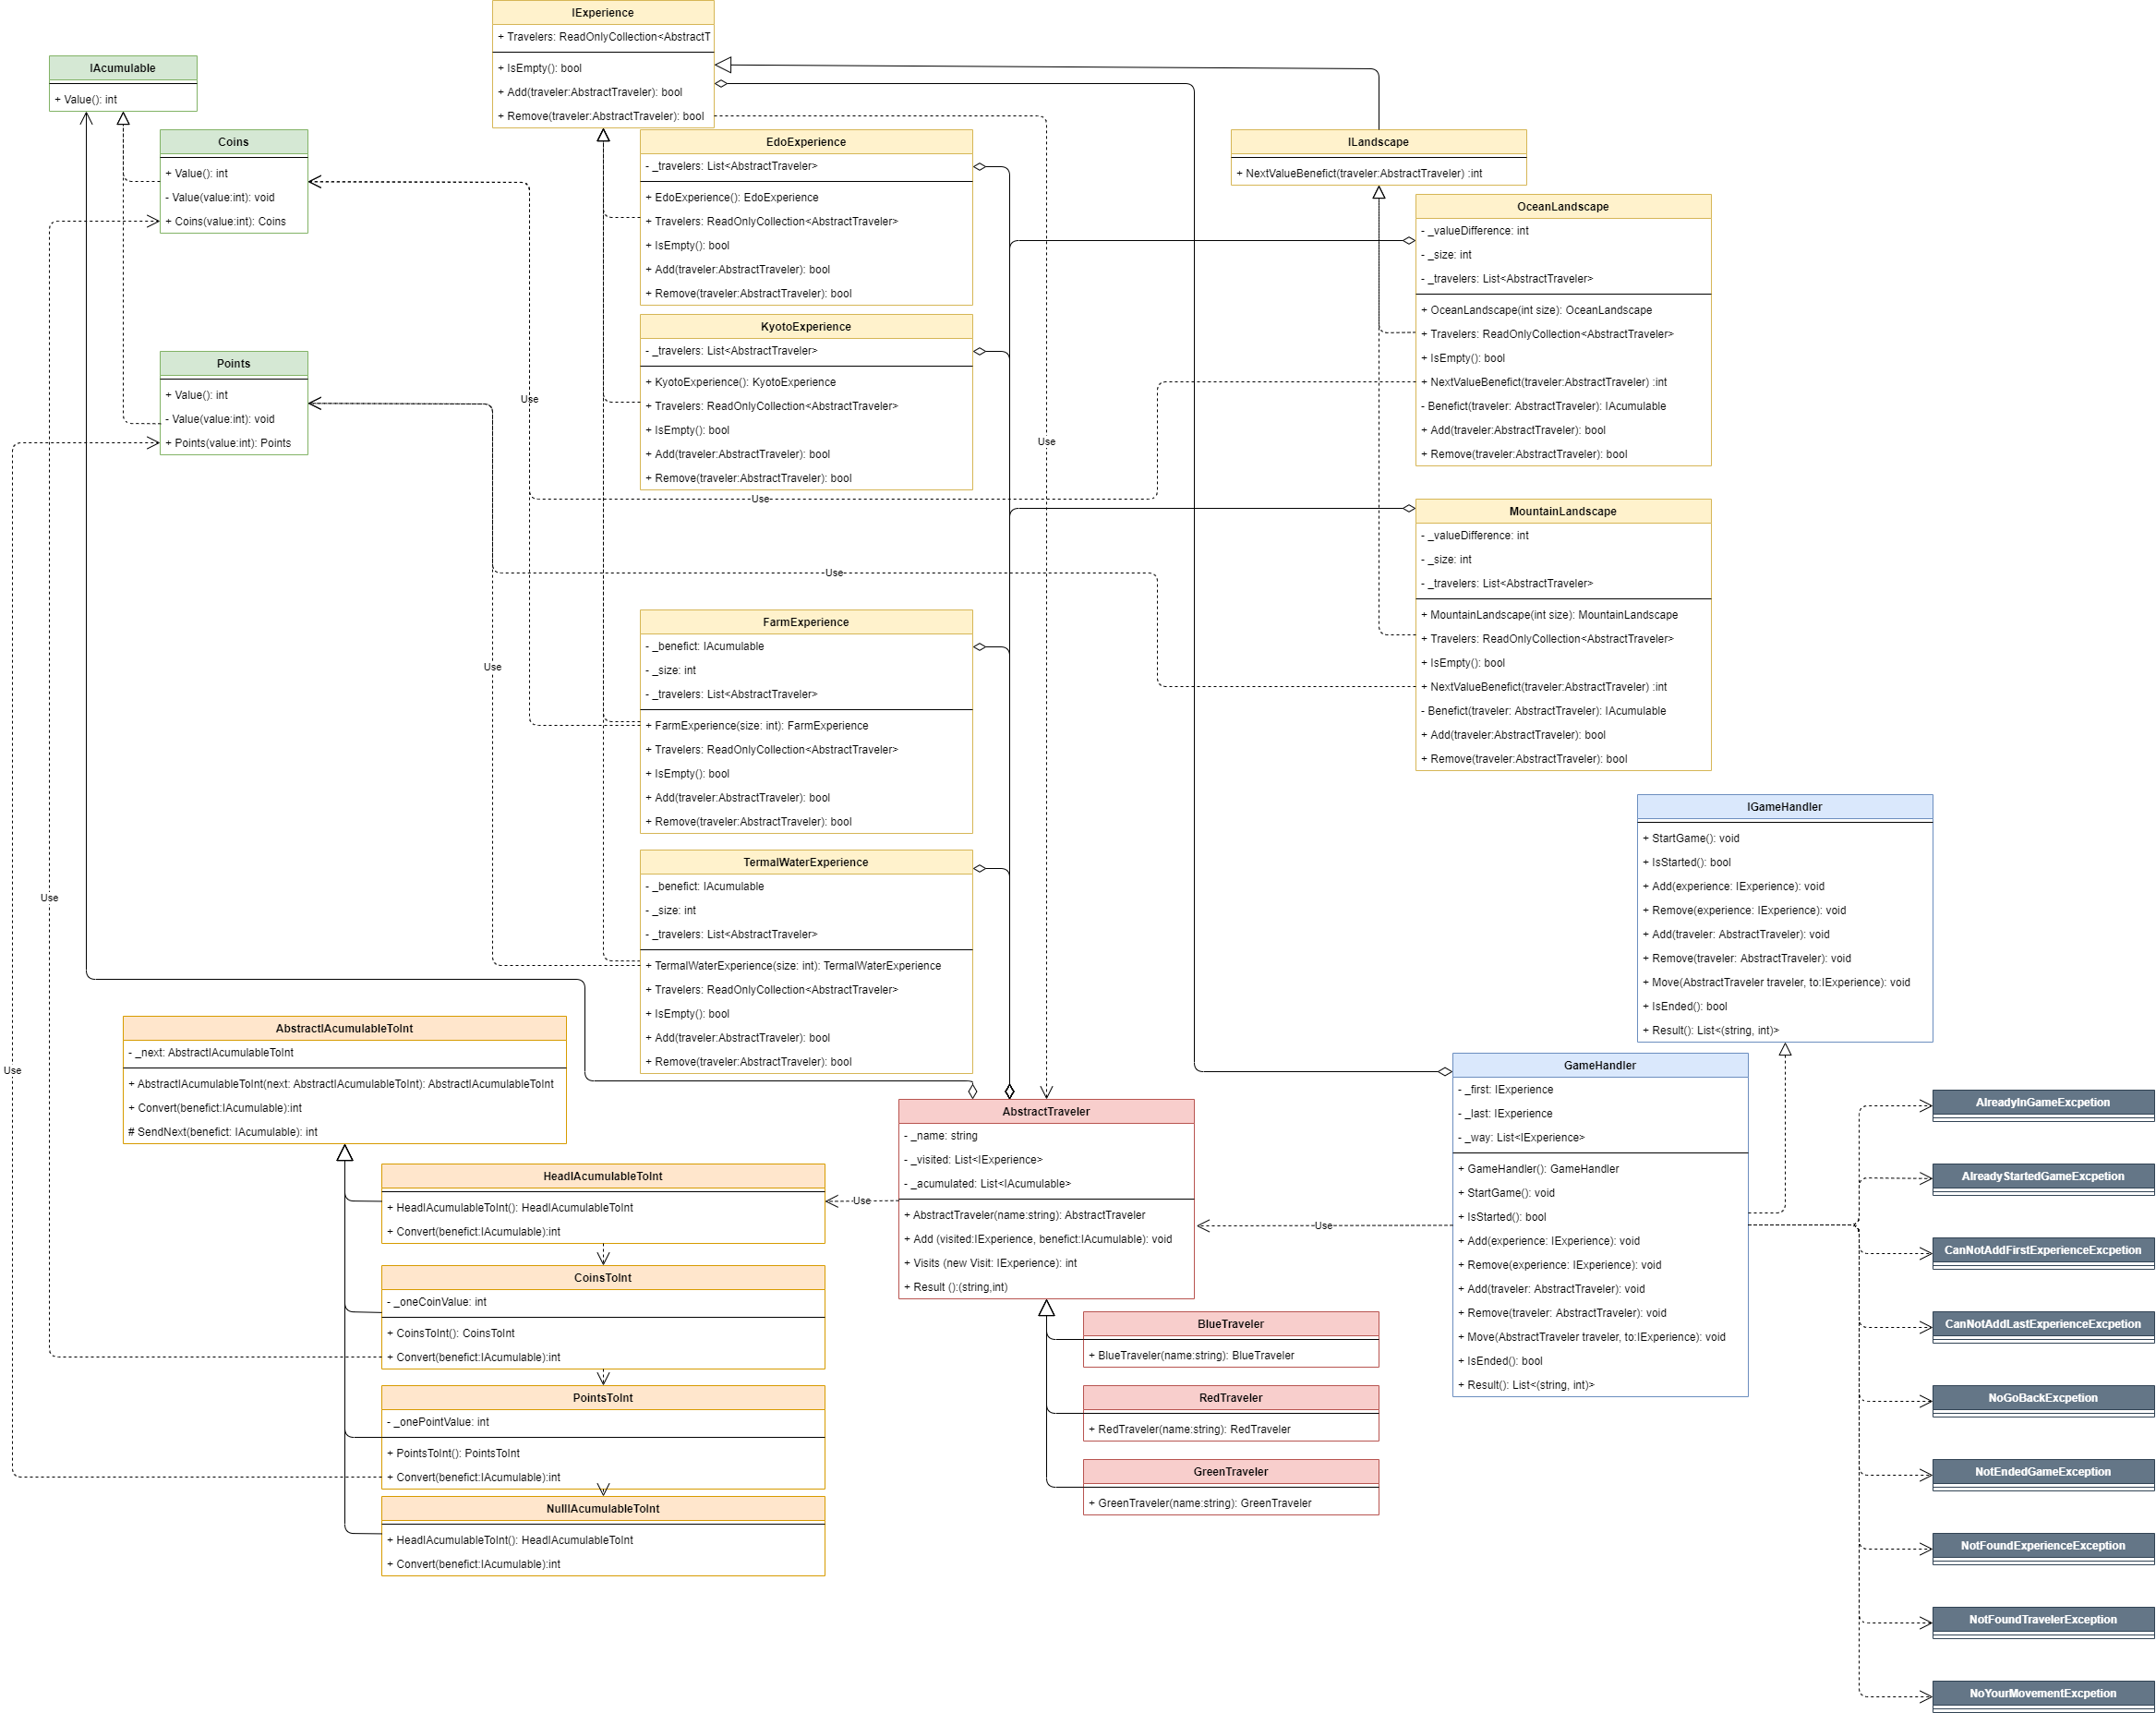 IExperience
+ Travelers: ReadOnlyCollection<AbstractT
+ IsEmpty(): bool
+ Add(traveler:AbstractTraveler): bool
+ Remove(traveler:AbstractTraveler): bool
IAcumulable
+ Value(): int
Coins
+ Value(): int
- Value(value:int): void
+ Coins(value:int): Coins
Points
+ Value(): int
- Value(value:int): void
+ Points(value:int): Points
EdoExperience
- _travelers: List<AbstractTraveler>
+ EdoExperience(): EdoExperience
+ Travelers: ReadOnlyCollection<AbstractTraveler>
+ IsEmpty(): bool
+ Add(traveler:AbstractTraveler): bool
+ Remove(traveler:AbstractTraveler): bool
KyotoExperience
- _travelers: List<AbstractTraveler>
+ KyotoExperience(): KyotoExperience
+ Travelers: ReadOnlyCollection<AbstractTraveler>
+ IsEmpty(): bool
+ Add(traveler:AbstractTraveler): bool
+ Remove(traveler:AbstractTraveler): bool
ILandscape
+ NextValueBenefict(traveler:AbstractTraveler) :int
OceanLandscape
- _valueDifference: int
- _size: int
- _travelers: List<AbstractTraveler>
+ OceanLandscape(int size): OceanLandscape
+ Travelers: ReadOnlyCollection<AbstractTraveler>
+ IsEmpty(): bool
+ NextValueBenefict(traveler:AbstractTraveler) :int
- Benefict(traveler: AbstractTraveler): IAcumulable
+ Add(traveler:AbstractTraveler): bool
+ Remove(traveler:AbstractTraveler): bool
Use
Use
Use
MountainLandscape
- _valueDifference: int
- _size: int
- _travelers: List<AbstractTraveler>
+ MountainLandscape(int size): MountainLandscape
+ Travelers: ReadOnlyCollection<AbstractTraveler>
+ IsEmpty(): bool
+ NextValueBenefict(traveler:AbstractTraveler) :int
- Benefict(traveler: AbstractTraveler): IAcumulable
+ Add(traveler:AbstractTraveler): bool
+ Remove(traveler:AbstractTraveler): bool
Use
Use
FarmExperience
- _benefict: IAcumulable
- _size: int
- _travelers: List<AbstractTraveler>
+ FarmExperience(size: int): FarmExperience
+ Travelers: ReadOnlyCollection<AbstractTraveler>
+ IsEmpty(): bool
+ Add(traveler:AbstractTraveler): bool
+ Remove(traveler:AbstractTraveler): bool
TermalWaterExperience
- _benefict: IAcumulable
- _size: int
- _travelers: List<AbstractTraveler>
+ TermalWaterExperience(size: int): TermalWaterExperience
+ Travelers: ReadOnlyCollection<AbstractTraveler>
+ IsEmpty(): bool
+ Add(traveler:AbstractTraveler): bool
+ Remove(traveler:AbstractTraveler): bool
IGameHandler
+ StartGame(): void
+ IsStarted(): bool
+ Add(experience: IExperience): void
+ Remove(experience: IExperience): void
+ Add(traveler: AbstractTraveler): void
+ Remove(traveler: AbstractTraveler): void
+ Move(AbstractTraveler traveler, to:IExperience): void
+ IsEnded(): bool
+ Result(): List<(string, int)>
Use
Use
AbstractIAcumulableToInt
- _next: AbstractIAcumulableToInt
+ AbstractIAcumulableToInt(next: AbstractIAcumulableToInt): AbstractIAcumulableToInt
+ Convert(benefict:IAcumulable):int
# SendNext(benefict: IAcumulable): int
HeadIAcumulableToInt
+ HeadIAcumulableToInt(): HeadIAcumulableToInt
+ Convert(benefict:IAcumulable):int
CoinsToInt
- _oneCoinValue: int
+ CoinsToInt(): CoinsToInt
+ Convert(benefict:IAcumulable):int
PointsToInt
- _onePointValue: int
+ PointsToInt(): PointsToInt
+ Convert(benefict:IAcumulable):int
NullIAcumulableToInt
+ HeadIAcumulableToInt(): HeadIAcumulableToInt
+ Convert(benefict:IAcumulable):int
Use
AbstractTraveler
- _name: string
- _visited: List<IExperience>
- _acumulated: List<IAcumulable>
+ AbstractTraveler(name:string): AbstractTraveler
+ Add (visited:IExperience, benefict:IAcumulable): void
+ Visits (new Visit: IExperience): int
+ Result ():(string,int)
Use
BlueTraveler
+ BlueTraveler(name:string): BlueTraveler
RedTraveler
+ RedTraveler(name:string): RedTraveler
GreenTraveler
+ GreenTraveler(name:string): GreenTraveler
GameHandler
- _first: IExperience
- _last: IExperience
- _way: List<IExperience>
+ GameHandler(): GameHandler
+ StartGame(): void
+ IsStarted(): bool
+ Add(experience: IExperience): void
+ Remove(experience: IExperience): void
+ Add(traveler: AbstractTraveler): void
+ Remove(traveler: AbstractTraveler): void
+ Move(AbstractTraveler traveler, to:IExperience): void
+ IsEnded(): bool
+ Result(): List<(string, int)>
AlreadyInGameExcpetion
AlreadyStartedGameExcpetion
CanNotAddFirstExperienceExcpetion
CanNotAddLastExperienceExcpetion
NoGoBackExcpetion
NotEndedGameException
NotFoundExperienceException
NotFoundTravelerException
NoYourMovementExcpetion